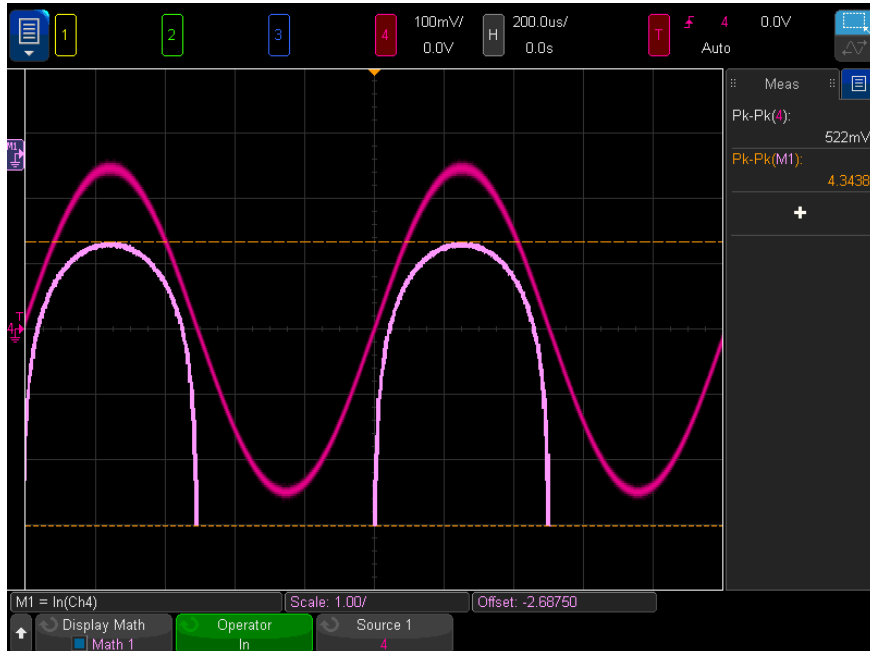 1
2
3
4
100mV/
0.0V
H
200.0us/
0.0s
T
4
0.0V
Auto
Meas
Pk-Pk(4):
522mV
Pk-Pk(M1):
4.3438
+
M1
T
4
M1 = ln(Ch4)
Scale: 1.00/
Offset: -2.68750
Display Math
Math 1
Operator
ln
Source 1
4